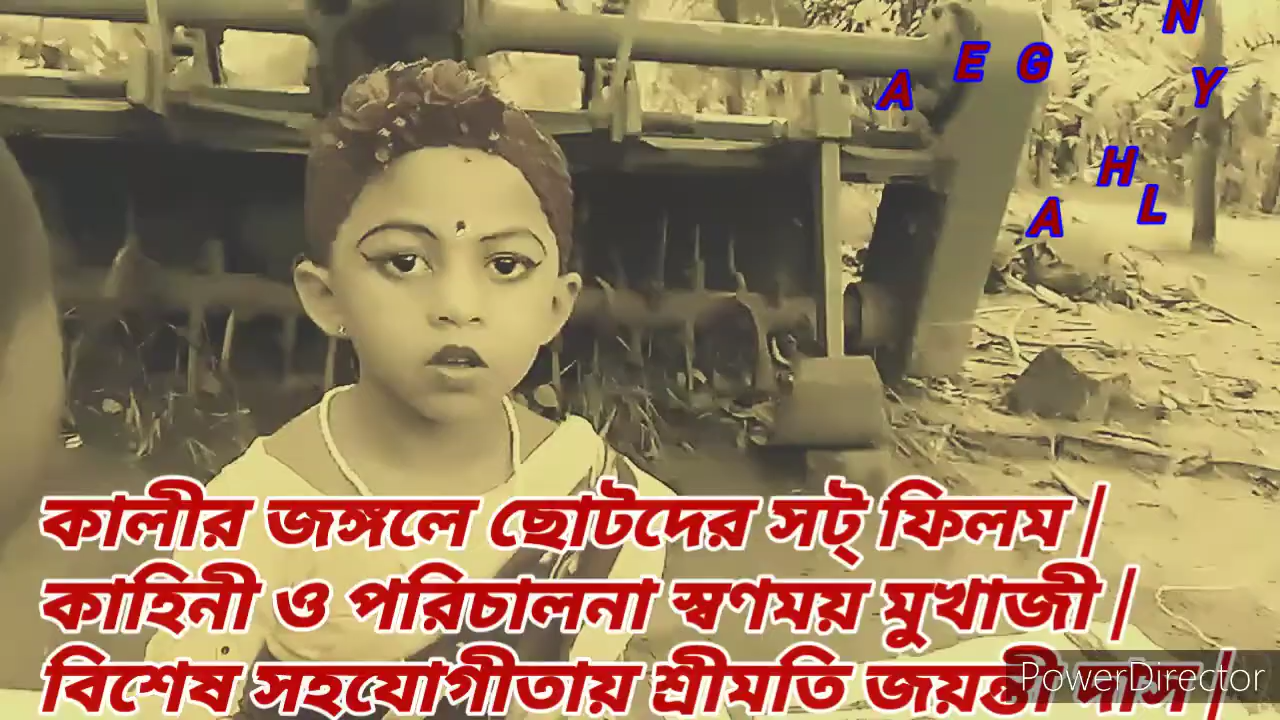 N
A E G Y
H
A L
কালীর জঙ্গলে ছোটদের সট্ ফিলম |
কাহিনী ও পরিচালনা স্বণময় মুখাজী |
বিশেষ সহযোগীতায় শ্রীমতি জয়ন্তী দাস |
PowerDirector